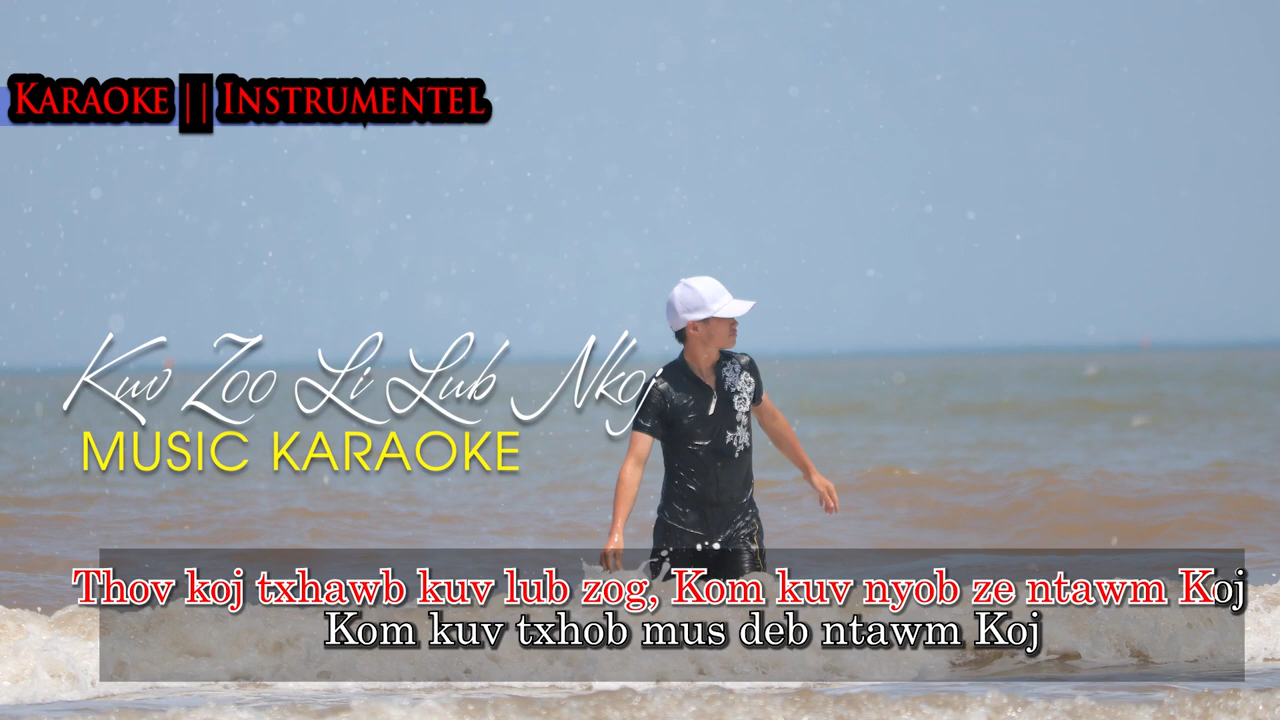 Karaoke || Instrumentel
Kuv Zoo Li Lub Nkoj
MUSIC KARAOKE
Thov koj txhawb kuv lub zog, Kom kuv nyob ze ntawm Koj
Kom kuv txhob mus deb ntawm Koj